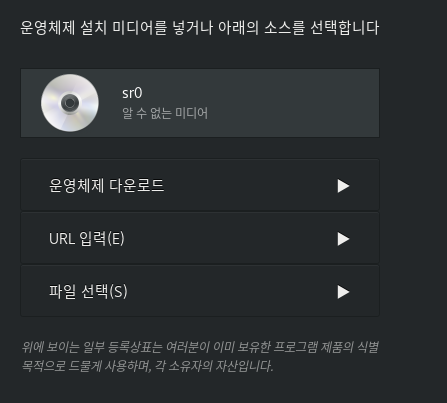 운영체제 설치 미디어를 넣거나 아래의 소스를 선택합니다
sr0
알 수 없는 미디어
운영체제 다운로드
URL 입력(E)
파일 선택(S)
위에 보이는 일부 등록상표는 여러분이 이미 보유한 프로그램 제품의 식별
목적으로 드물게 사용하며, 각 소유자의 자산입니다.